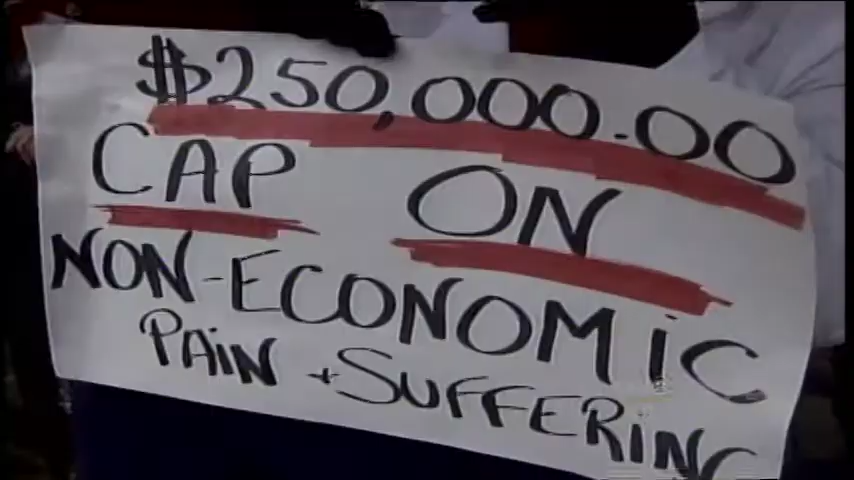 $250,000.00
CAP ON
NON-ECONOMiC
PAiN + SUFFERiNG